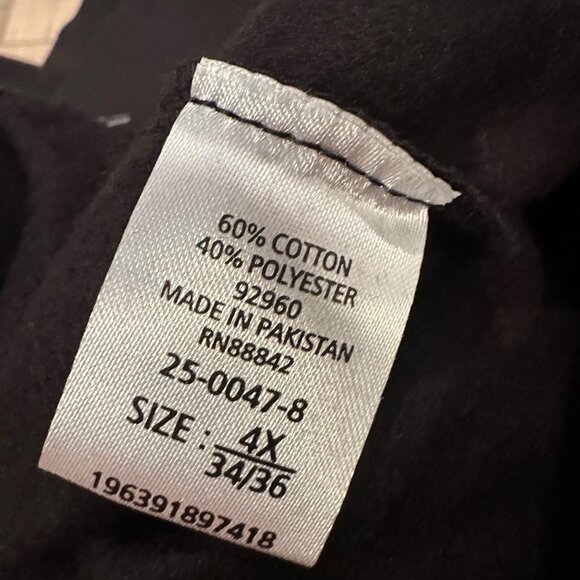 60% COTTON
40% POLYESTER
92960
MADE IN PAKISTAN
RN88842
25-0047-8
SIZE : 4X
34/36
196391897418